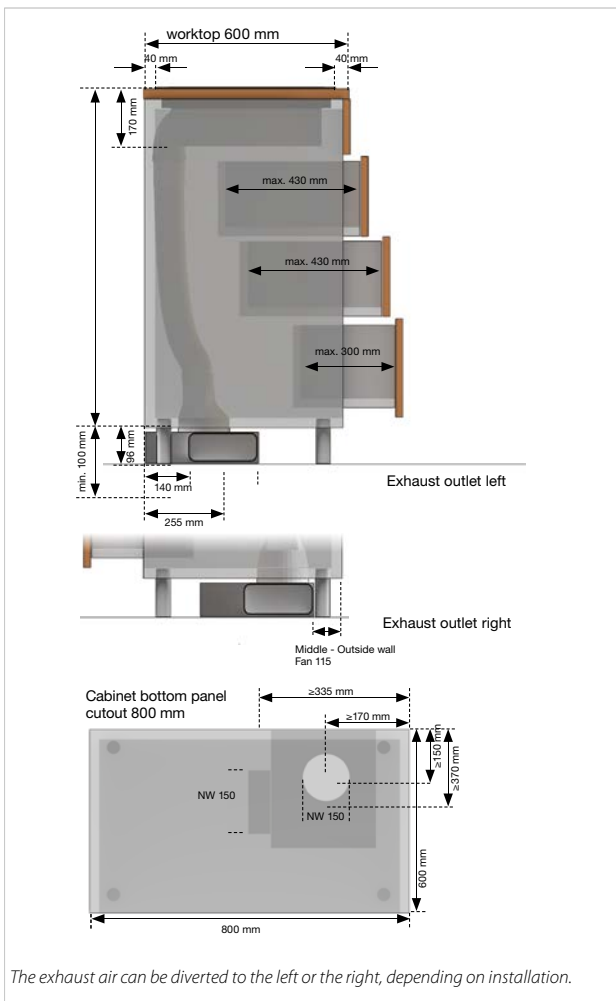 worktop 600 mm
40 mm
40 mm
170 mm
max. 430 mm
max. 430 mm
max. 300 mm
min. 100 mm
96 mm
140 mm
Exhaust outlet left
255 mm
Exhaust outlet right
Middle - Outside wall
Fan 115
Cabinet bottom panel
cutout 800 mm
≥335 mm
≥170 mm
≥150 mm
≥370 mm
NW 150
NW 150
600 mm
800 mm
The exhaust air can be diverted to the left or the right, depending on installation.